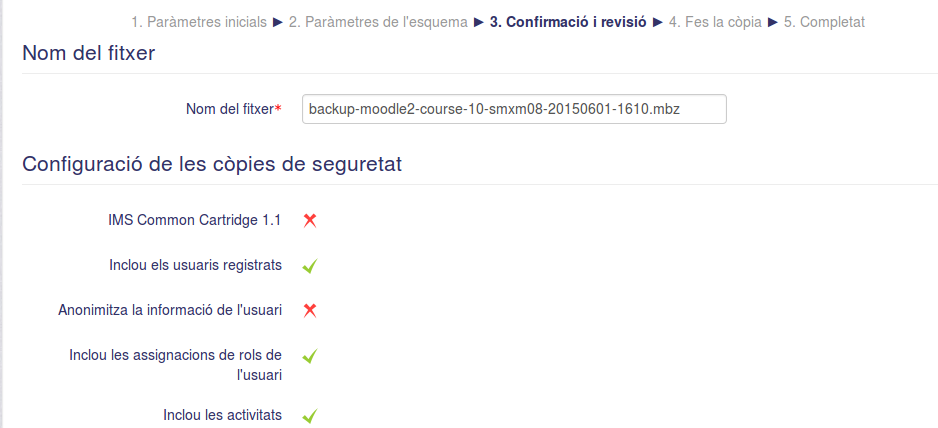 1. Paràmetres inicials ► 2. Paràmetres de l'esquema ► 3. Confirmació i revisió ► 4. Fes la còpia ► 5. Completat
Nom del fitxer
Nom del fitxer* backup-moodle2-course-10-smxm08-20150601-1610.mbz
Configuració de les còpies de seguretat
IMS Common Cartridge 1.1
Inclou els usuaris registrats
Anonimitza la informació de l'usuari
Inclou les assignacions de rols de
l'usuari
Inclou les activitats